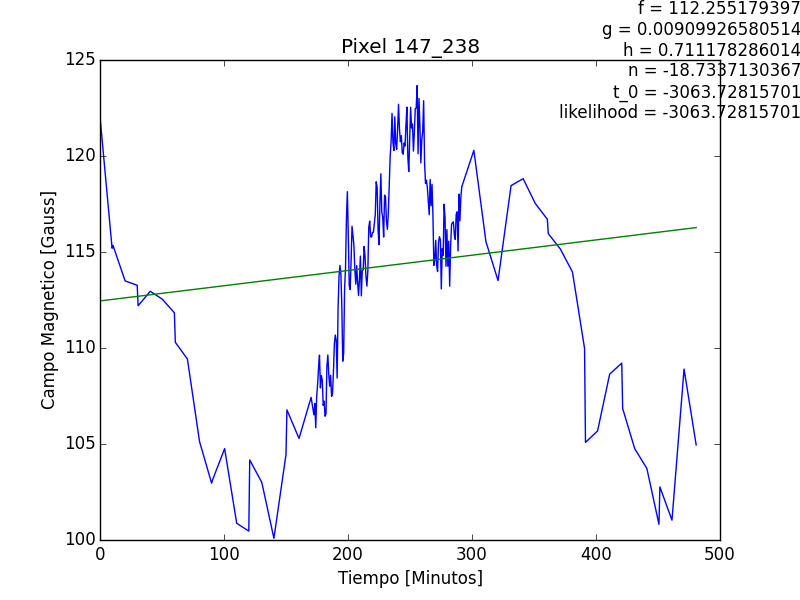 f = 112.255179397
g = 0.00909926580514
h = 0.711178286014
n = -18.7337130367
t_0 = -3063.72815701
likelihood = -3063.72815701
Pixel 147_238
125
120
115
110
105
100
Campo Magnetico [Gauss]
0 100 200 300 400 500
Tiempo [Minutos]